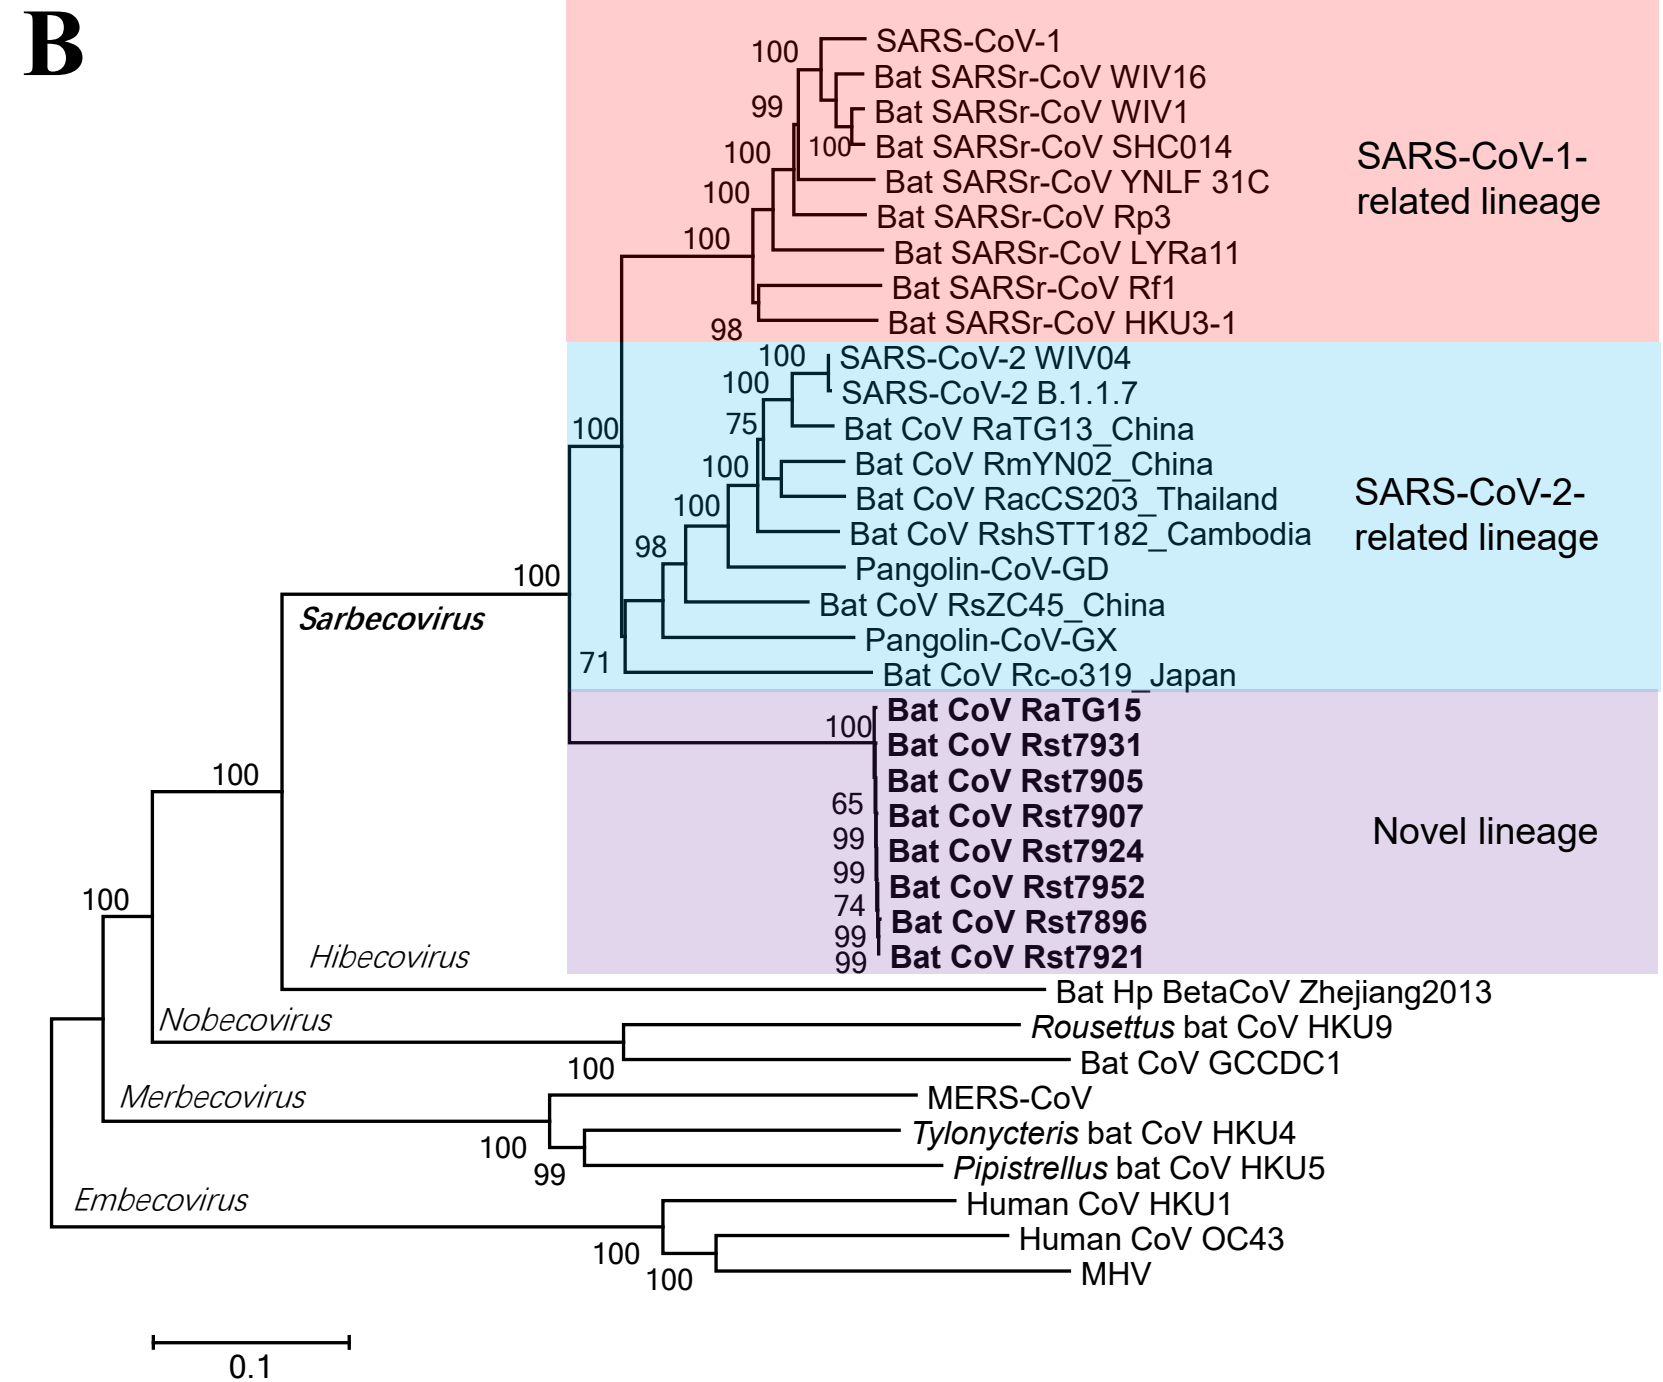 B
SARS-CoV-1
100
Bat SARSr-CoV WIV16
99
Bat SARSr-CoV WIV1
100
Bat SARSr-CoV SHC014
100
SARS-CoV-1-
related lineage
Bat SARSr-CoV YNLF 31C
100
Bat SARSr-CoV Rp3
100
Bat SARSr-CoV LYRa11
Bat SARSr-CoV Rf1
Bat SARSr-CoV HKU3-1
98
100
SARS-CoV-2 WIV04
100
SARS-CoV-2 B.1.1.7
75
100
Bat CoV RaTG13_China
100
Bat CoV RmYN02_China
100
Bat CoV RacCS203_Thailand
SARS-CoV-2-
related lineage
Bat CoV RshSTT182_Cambodia
98
Pangolin-CoV-GD
100
Bat CoV RsZC45_China
Sarbecovirus
Pangolin-CoV-GX
71
Bat CoV Rc-o319_Japan
Bat CoV RaTG15
100
Bat CoV Rst7931
100
Bat CoV Rst7905
65
Bat CoV Rst7907
99
Novel lineage
Bat CoV Rst7924
99
Bat CoV Rst7952
74
100
Bat CoV Rst7896
99
Bat CoV Rst7921
99
Hibecovirus
Bat Hp BetaCoV Zhejiang2013
Nobecovirus
Rousettus bat CoV HKU9
100
Bat CoV GCCDC1
Merbecovirus
MERS-CoV
100
Tylonycteris bat CoV HKU4
99
Pipistrellus bat CoV HKU5
Embecovirus
Human CoV HKU1
100
Human CoV OC43
100
MHV
0.1